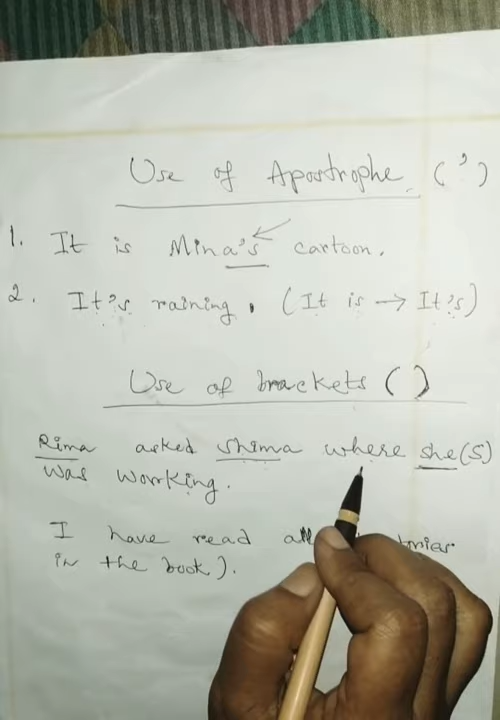 Use of Apostrophe (')
1. It is Mina's cartoon.
2. It's raining. (It is → It's)
Use of brackets ()
Rima asked Shima where she(S)
was working.
I have read
in the book).